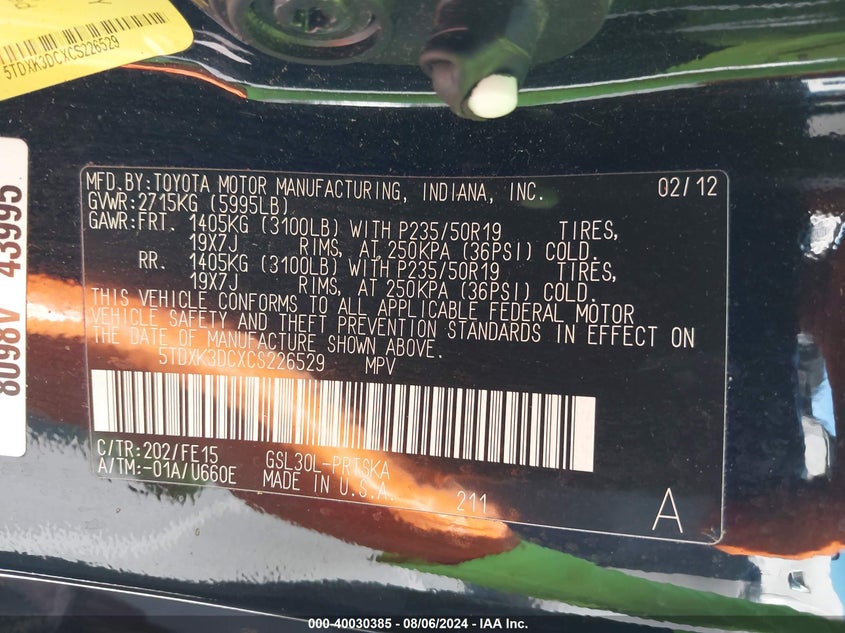 5TDXK3DCXCS226529
8098V 43995
MFD.BY:TOYOTA MOTOR MANUFACTURING, INDIANA, INC. 02/12
GVWR:2715KG (5995LB)
GAWR:FRT. 1405KG (3100LB) WITH P235/50R19 TIRES,
19X7J RIMS, AT 250KPA (36PSI) COLD.
RR. 1405KG (3100LB) WITH P235/50R19 TIRES,
19X7J RIMS, AT 250KPA (36PSI) COLD.
THIS VEHICLE CONFORMS TO ALL APPLICABLE FEDERAL MOTOR
VEHICLE SAFETY AND THEFT PREVENTION STANDARDS IN EFFECT ON
THE DATE OF MANUFACTURE SHOWN ABOVE.
5TDXK3DCXCS226529 MPV
C/TR:202/FE15 GSL30L-PRTSKA
A/TM:-01A/U660E MADE IN U.S.A. 211
A
000-40030385 - 08/06/2024 - IAA Inc.